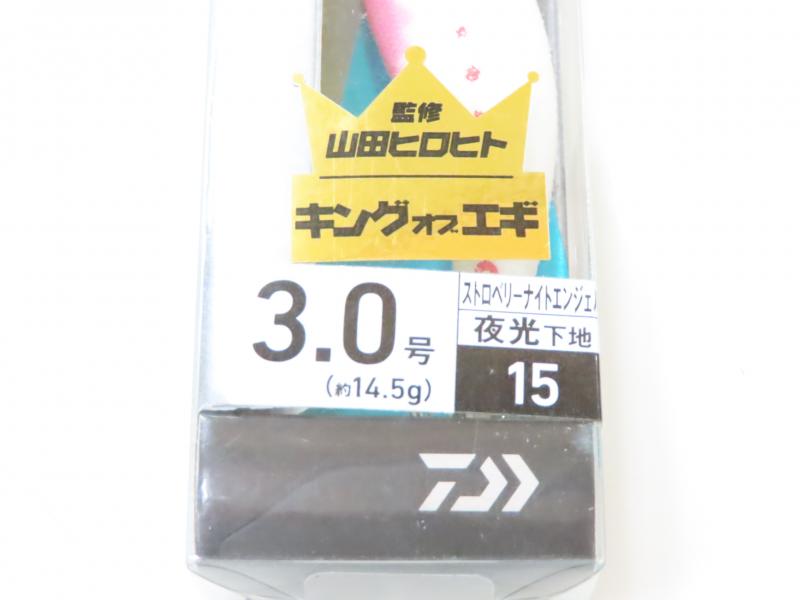 監修
山田ヒロヒト
キングオブエギ
3.0号
(約14.5g)
ストロベリーナイトエンジェル
夜光下地
15